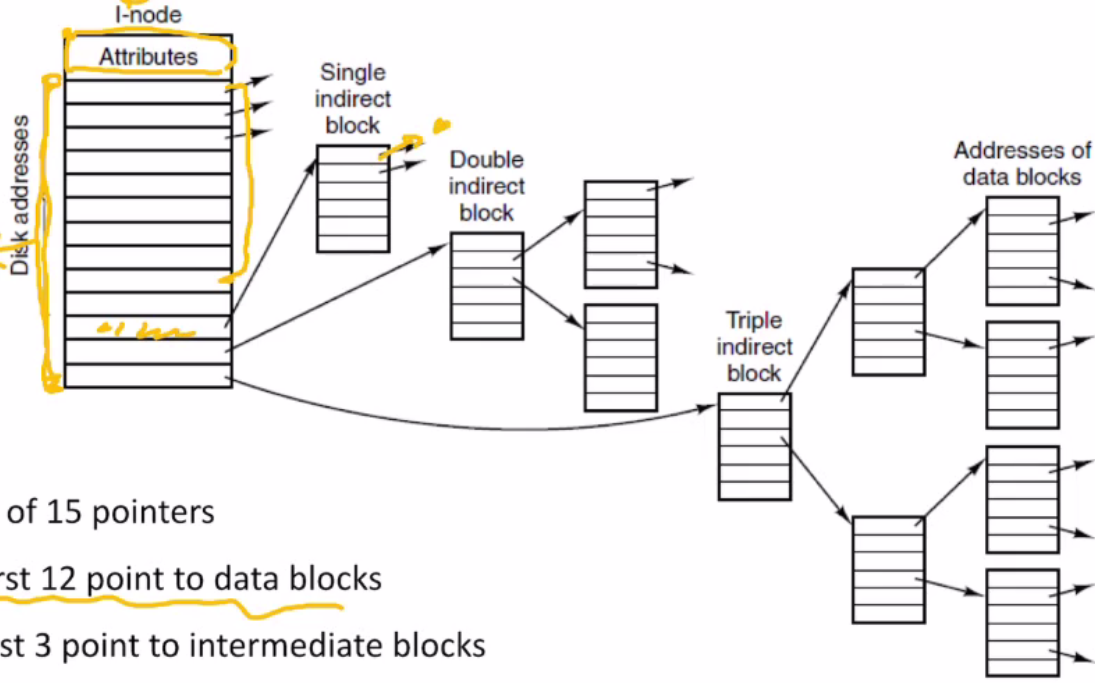 I-node
Attributes
Disk addresses
Single
indirect
block
Double
indirect
block
Triple
indirect
block
Addresses of
data blocks
of 15 pointers
rst 12 point to data blocks
st 3 point to intermediate blocks